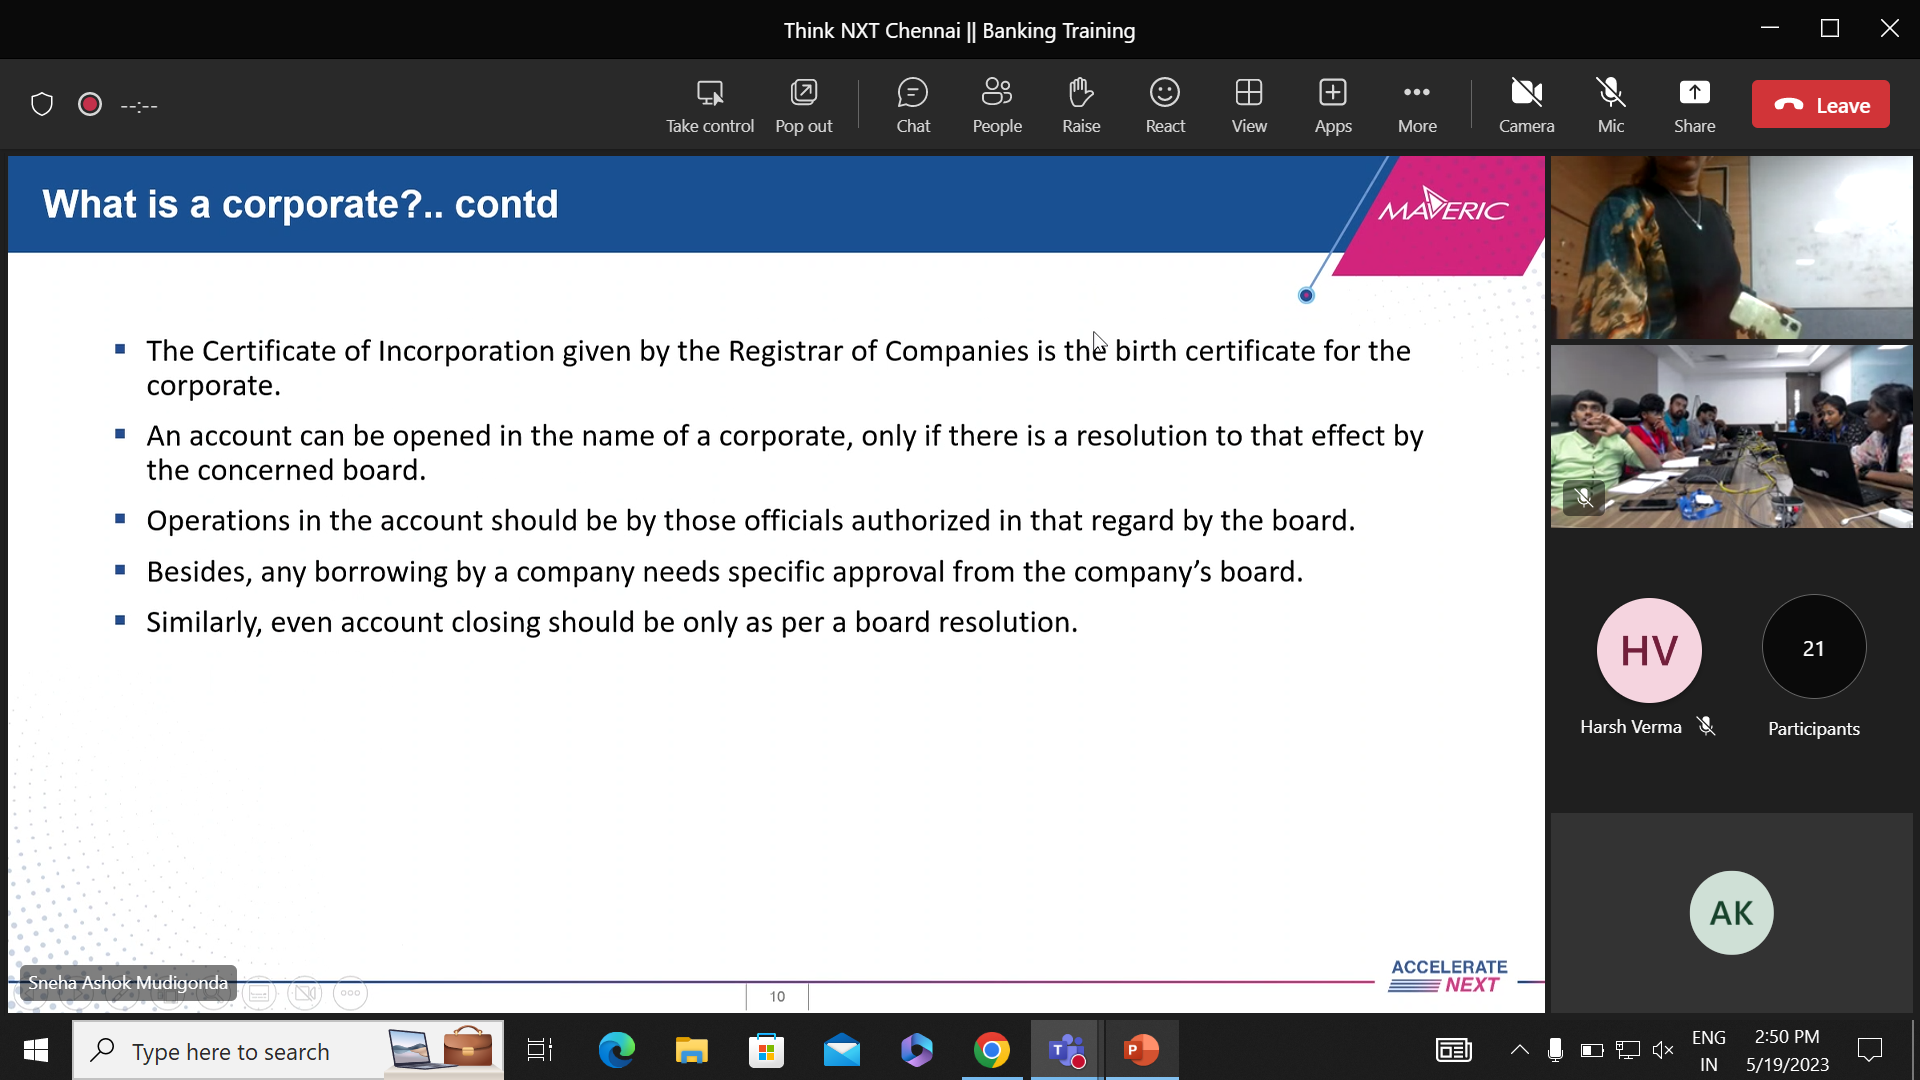 Think NXT Chennai || Banking Training
--:--
Take control
Pop out
Chat
People
Raise
React
View
Apps
More
Camera
Mic
Share
Leave
What is a corporate?.. contd
MAVERIC
The Certificate of Incorporation given by the Registrar of Companies is the birth certificate for the
corporate.
An account can be opened in the name of a corporate, only if there is a resolution to that effect by
the concerned board.
Operations in the account should be by those officials authorized in that regard by the board.
Besides, any borrowing by a company needs specific approval from the company’s board.
Similarly, even account closing should be only as per a board resolution.
HV
Harsh Verma
21
Participants
AK
Sneha Ashok Mudigonda
10
ACCELERATE
NEXT
Type here to search
ENG
IN
2:50 PM
5/19/2023